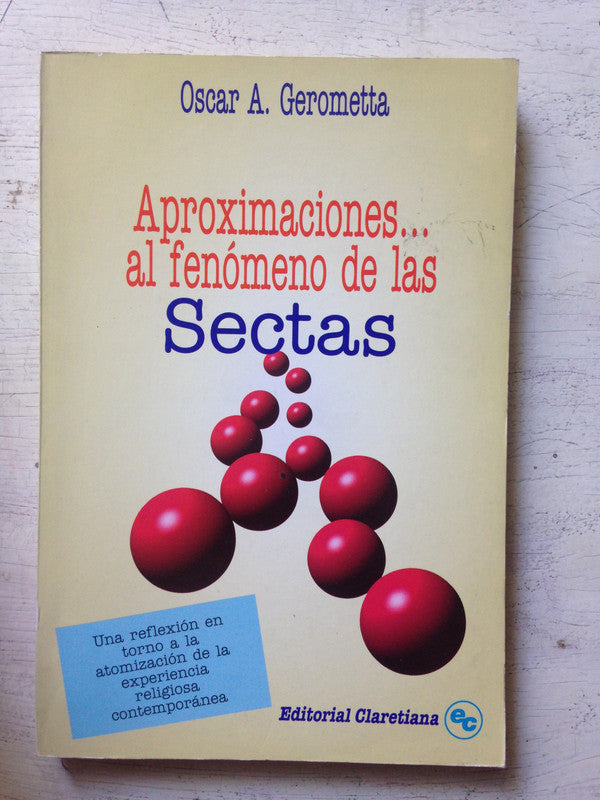 Oscar A. Gerometta
Aproximaciones...
al fenómeno de las
Sectas
Una reflexión en
torno a la
atomización de la
experiencia
religiosa
contemporánea
Editorial Claretiana
ec